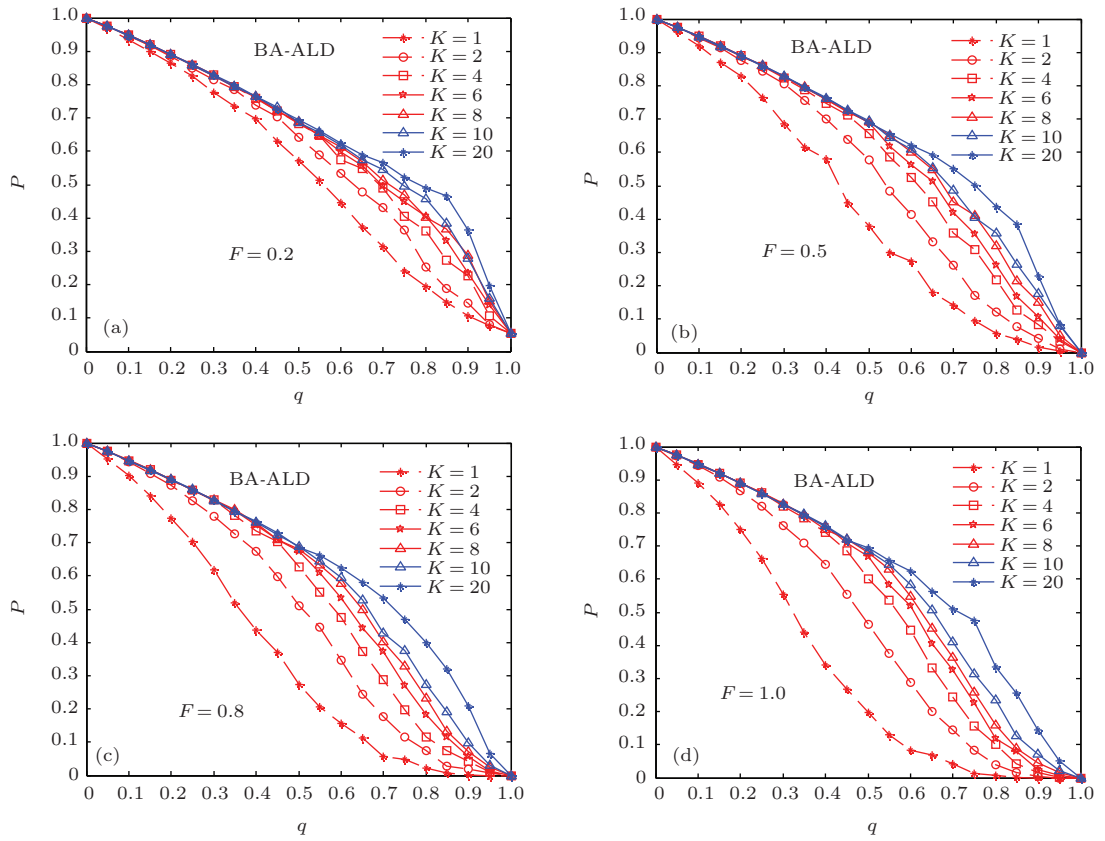 1.0
0.9
0.8
0.7
0.6
0.5
0.4
0.3
0.2
0.1
0
P
BA-ALD
K = 1
K = 2
K = 4
K = 6
K = 8
K = 10
K = 20
F = 0.2
(a)
0 0.1 0.2 0.3 0.4 0.5 0.6 0.7 0.8 0.9 1.0
q
1.0
0.9
0.8
0.7
0.6
0.5
0.4
0.3
0.2
0.1
0
P
BA-ALD
K = 1
K = 2
K = 4
K = 6
K = 8
K = 10
K = 20
F = 0.5
(b)
0 0.1 0.2 0.3 0.4 0.5 0.6 0.7 0.8 0.9 1.0
q
1.0
0.9
0.8
0.7
0.6
0.5
0.4
0.3
0.2
0.1
0
P
BA-ALD
K = 1
K = 2
K = 4
K = 6
K = 8
K = 10
K = 20
F = 0.8
(c)
0 0.1 0.2 0.3 0.4 0.5 0.6 0.7 0.8 0.9 1.0
q
1.0
0.9
0.8
0.7
0.6
0.5
0.4
0.3
0.2
0.1
0
P
BA-ALD
K = 1
K = 2
K = 4
K = 6
K = 8
K = 10
K = 20
F = 1.0
(d)
0 0.1 0.2 0.3 0.4 0.5 0.6 0.7 0.8 0.9 1.0
q